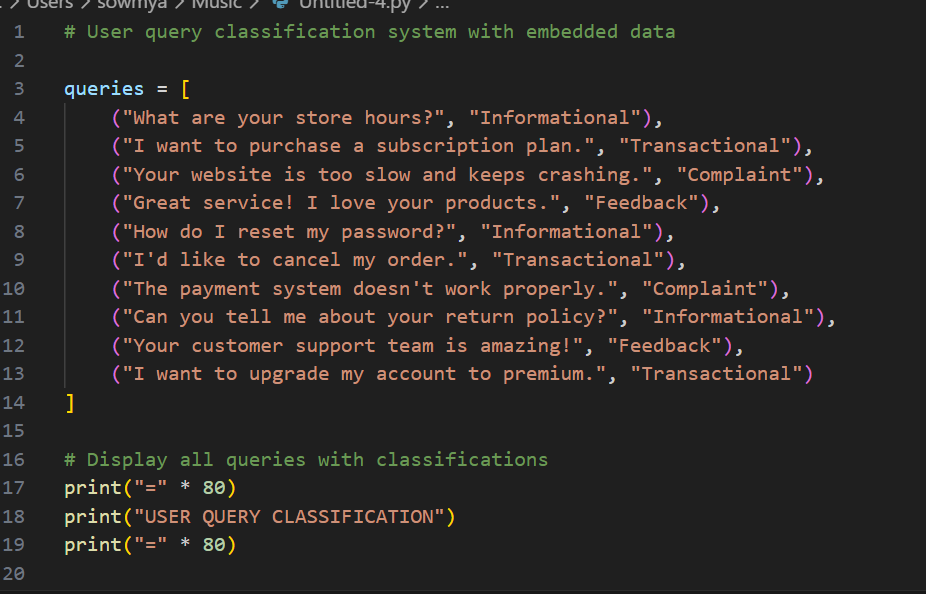 Users > sowmya > Music > Untitled-4.py > ...
1 # User query classification system with embedded data
2
3 queries = [
4     ("What are your store hours?", "Informational"),
5     ("I want to purchase a subscription plan.", "Transactional"),
6     ("Your website is too slow and keeps crashing.", "Complaint"),
7     ("Great service! I love your products.", "Feedback"),
8     ("How do I reset my password?", "Informational"),
9     ("I'd like to cancel my order.", "Transactional"),
10     ("The payment system doesn't work properly.", "Complaint"),
11     ("Can you tell me about your return policy?", "Informational"),
12     ("Your customer support team is amazing!", "Feedback"),
13     ("I want to upgrade my account to premium.", "Transactional")
14 ]
15
16 # Display all queries with classifications
17 print("=" * 80)
18 print("USER QUERY CLASSIFICATION")
19 print("=" * 80)
20